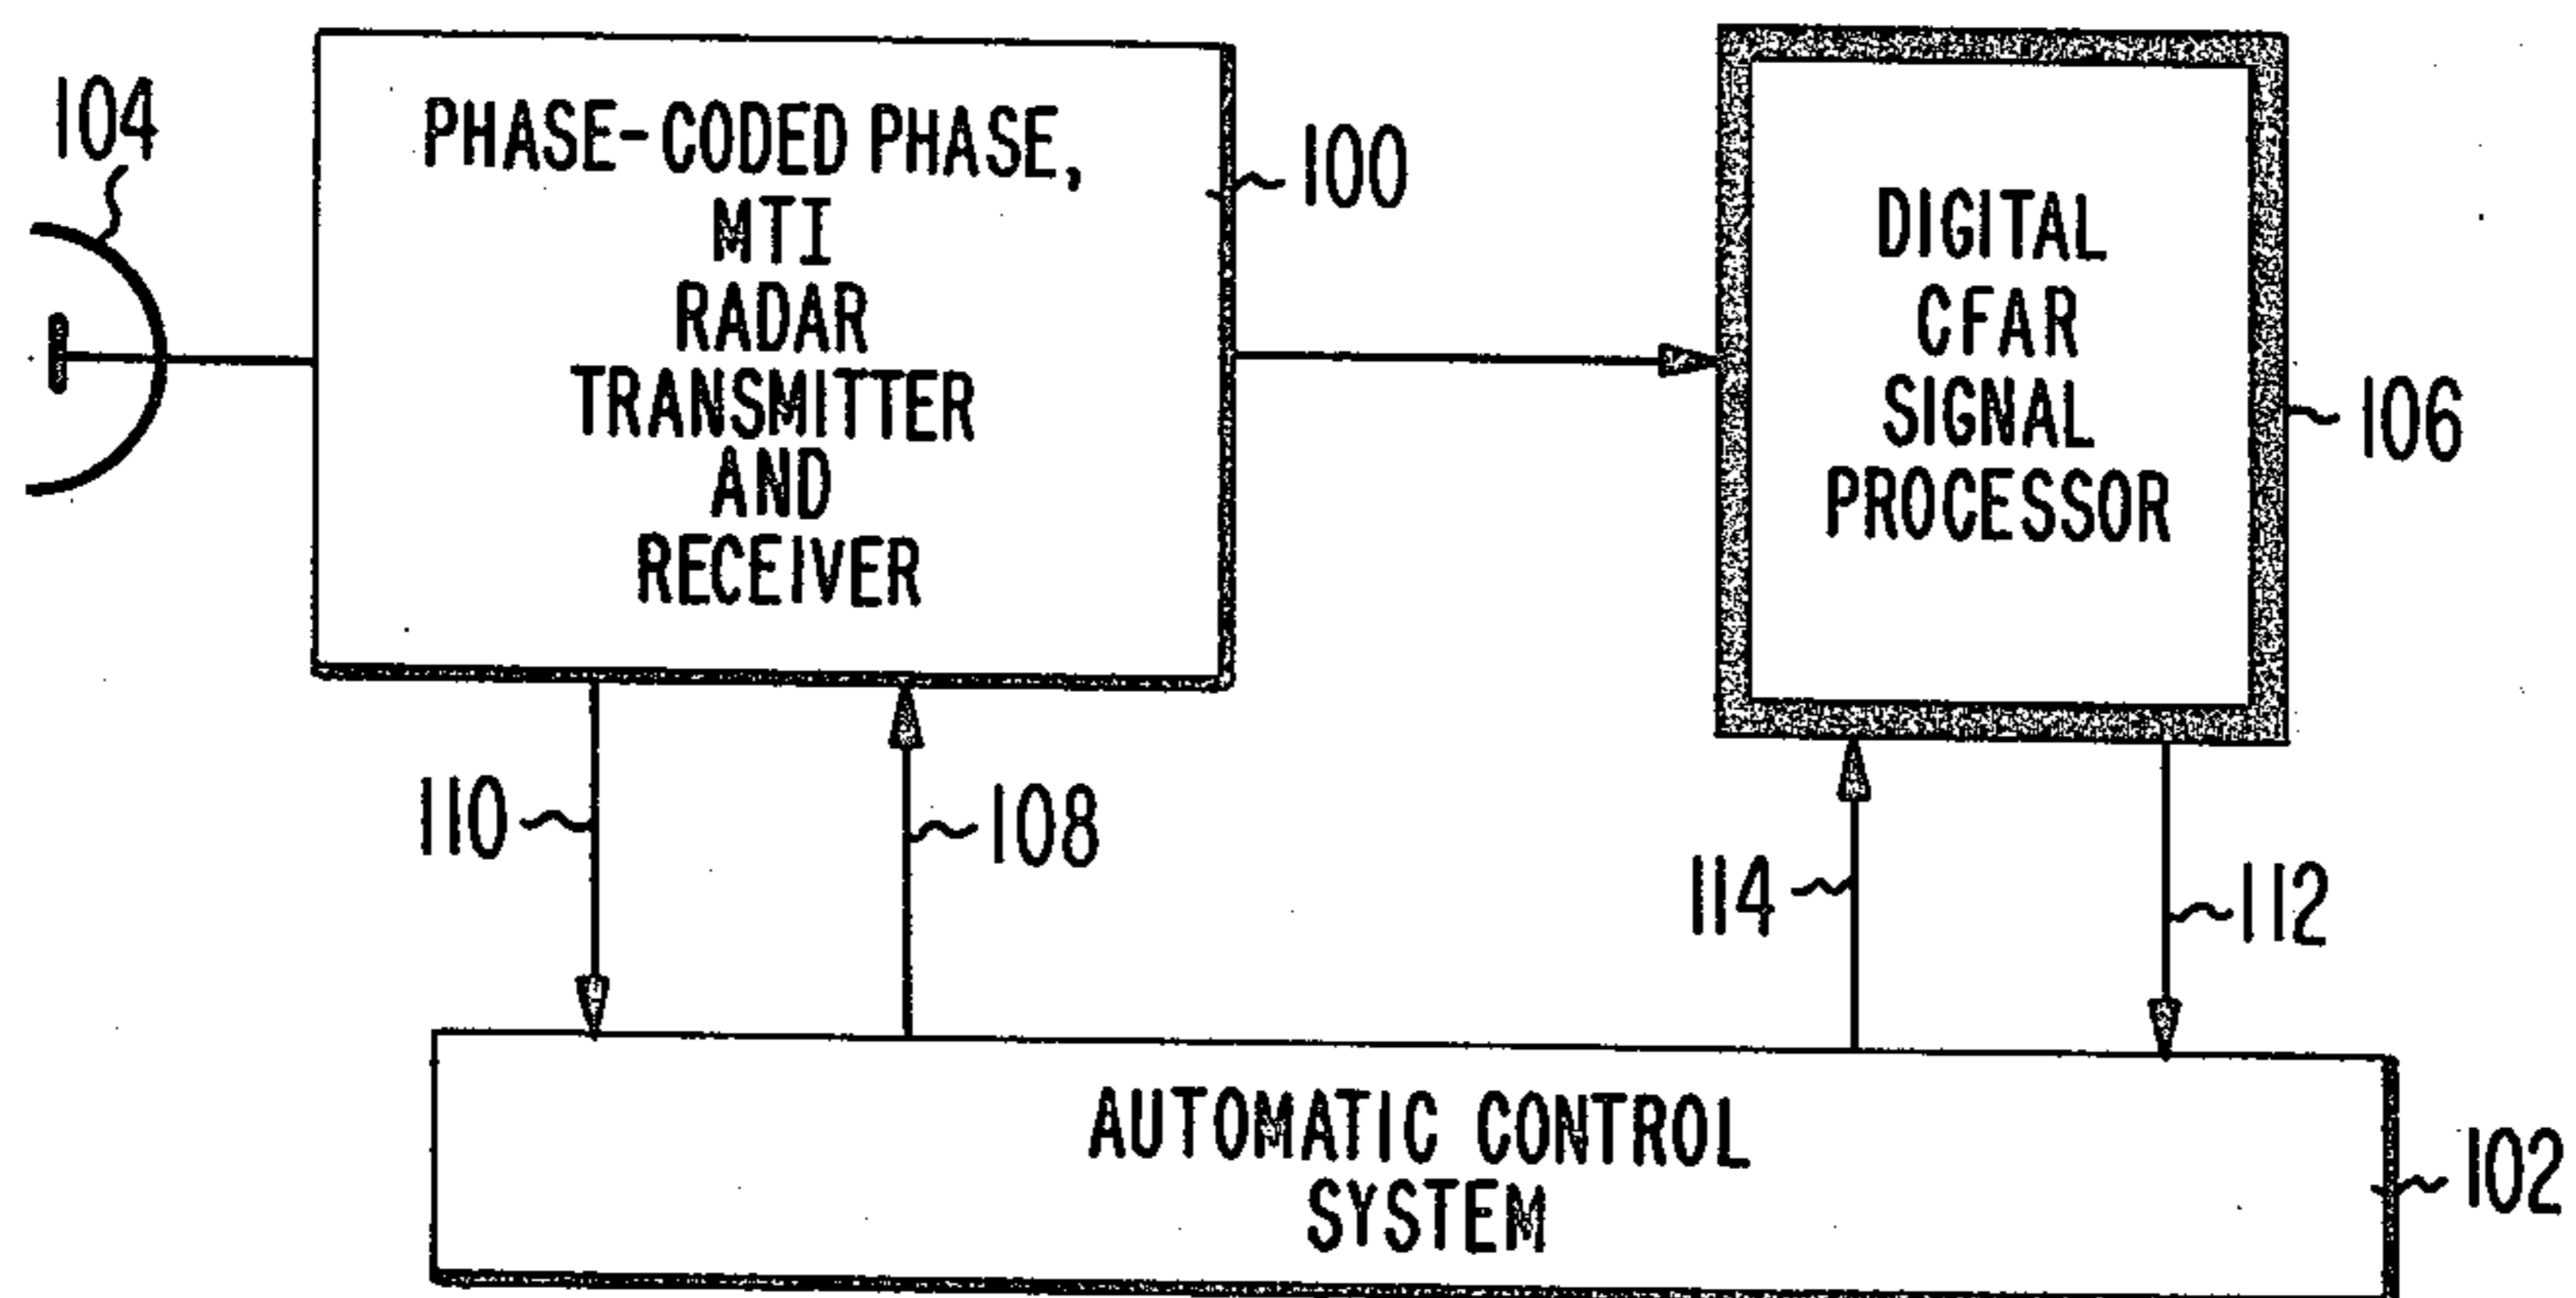 104
PHASE-CODED PHASE,
MTI
RADAR
TRANSMITTER
AND
RECEIVER
100
DIGITAL
CFAR
SIGNAL
PROCESSOR
106
110
108
114
112
AUTOMATIC CONTROL
SYSTEM
102